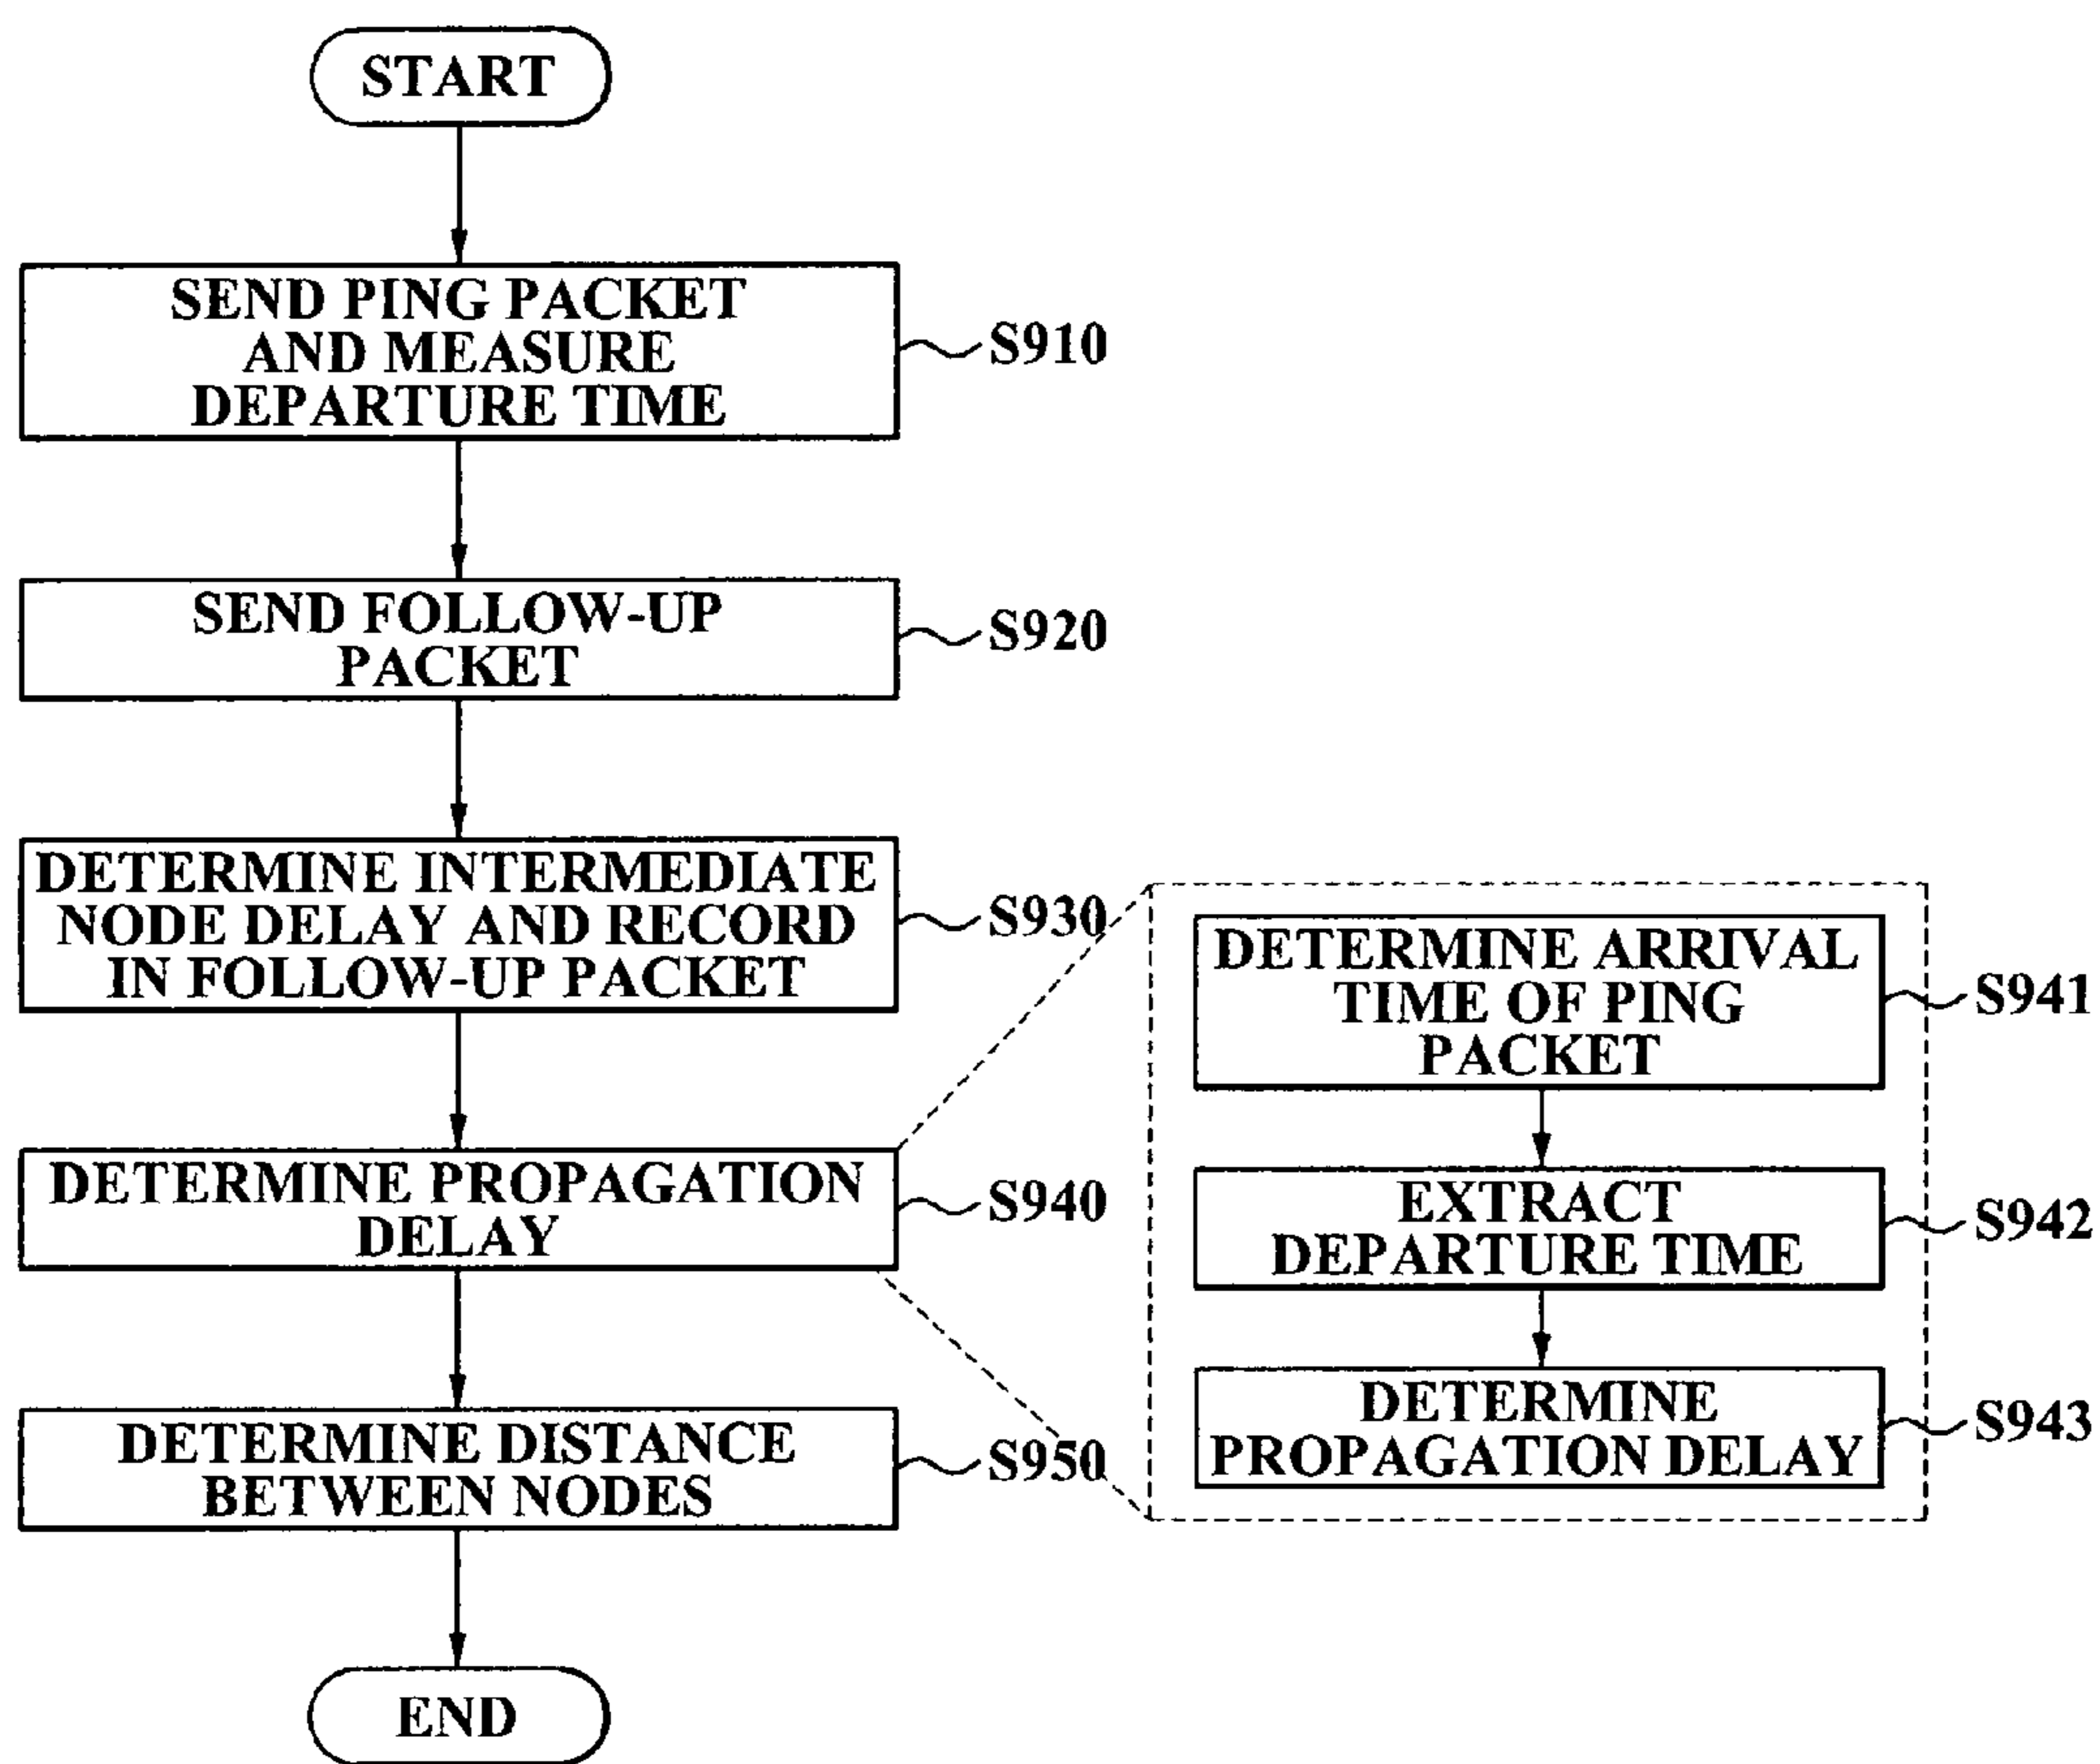 START
SEND PING PACKET
AND MEASURE
DEPARTURE TIME
S910
SEND FOLLOW-UP
PACKET
S920
DETERMINE INTERMEDIATE
NODE DELAY AND RECORD
IN FOLLOW-UP PACKET
S930
DETERMINE PROPAGATION
DELAY
S940
DETERMINE ARRIVAL
TIME OF PING
PACKET
S941
EXTRACT
DEPARTURE TIME
S942
DETERMINE
PROPAGATION DELAY
S943
DETERMINE DISTANCE
BETWEEN NODES
S950
END